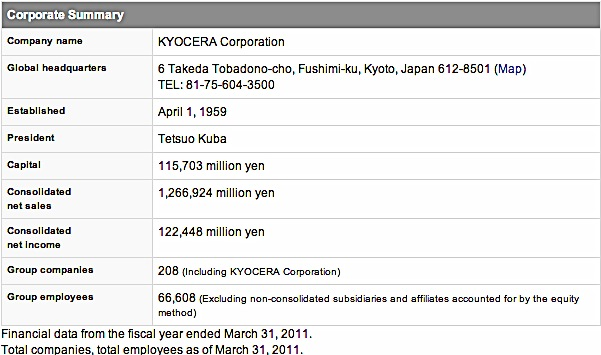 Corporate Summary
Company name
KYOCERA Corporation
Global headquarters
6 Takeda Tobadono-cho, Fushimi-ku, Kyoto, Japan 612-8501 (Map)
TEL: 81-75-604-3500
Established
April 1, 1959
President
Tetsuo Kuba
Capital
115,703 million yen
Consolidated
net sales
1,266,924 million yen
Consolidated
net income
122,448 million yen
Group companies
208 (Including KYOCERA Corporation)
Group employees
66,608 (Excluding non-consolidated subsidiaries and affiliates accounted for by the equity
method)
Financial data from the fiscal year ended March 31, 2011.
Total companies, total employees as of March 31, 2011.